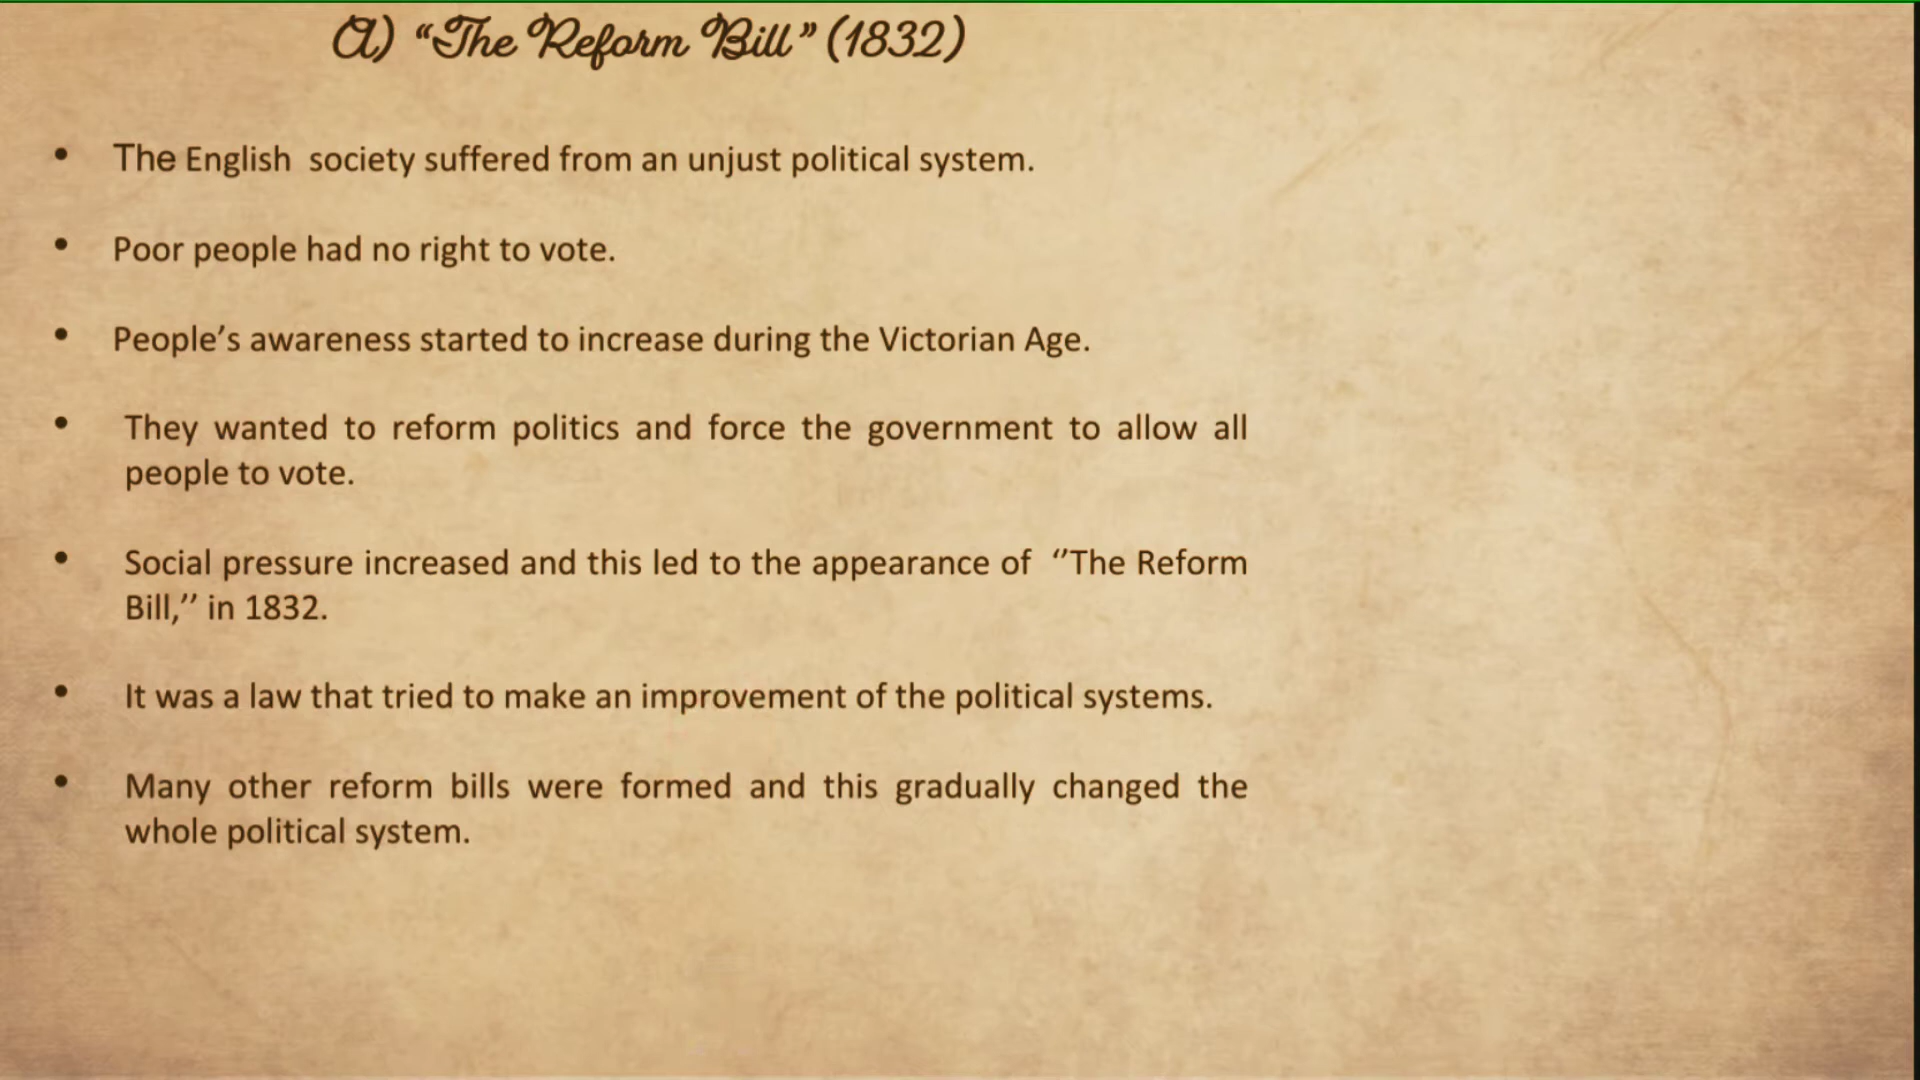 A) “The Reform Bill” (1832)
• The English society suffered from an unjust political system.
• Poor people had no right to vote.
• People’s awareness started to increase during the Victorian Age.
• They wanted to reform politics and force the government to allow all
people to vote.
• Social pressure increased and this led to the appearance of ‘’The Reform
Bill,’’ in 1832.
• It was a law that tried to make an improvement of the political systems.
• Many other reform bills were formed and this gradually changed the
whole political system.